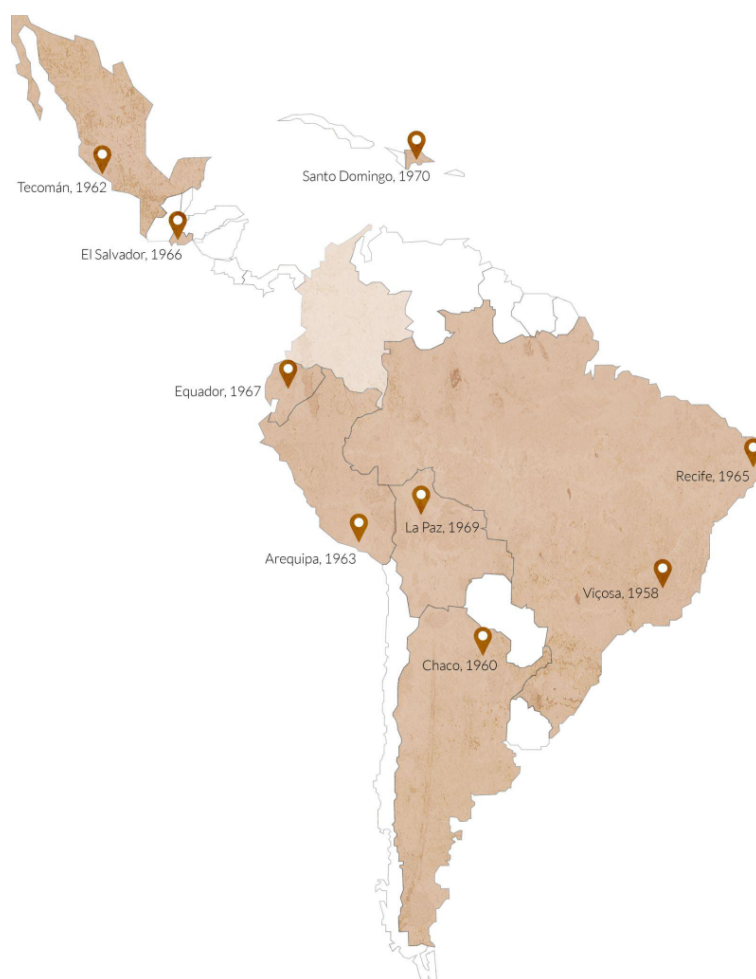 Santo Domingo, 1970
Tecomán, 1962
El Salvador, 1966
Equador, 1967
Recife, 1965
La Paz, 1969
Arequipa, 1963
Viçosa, 1958
Chaco, 1960